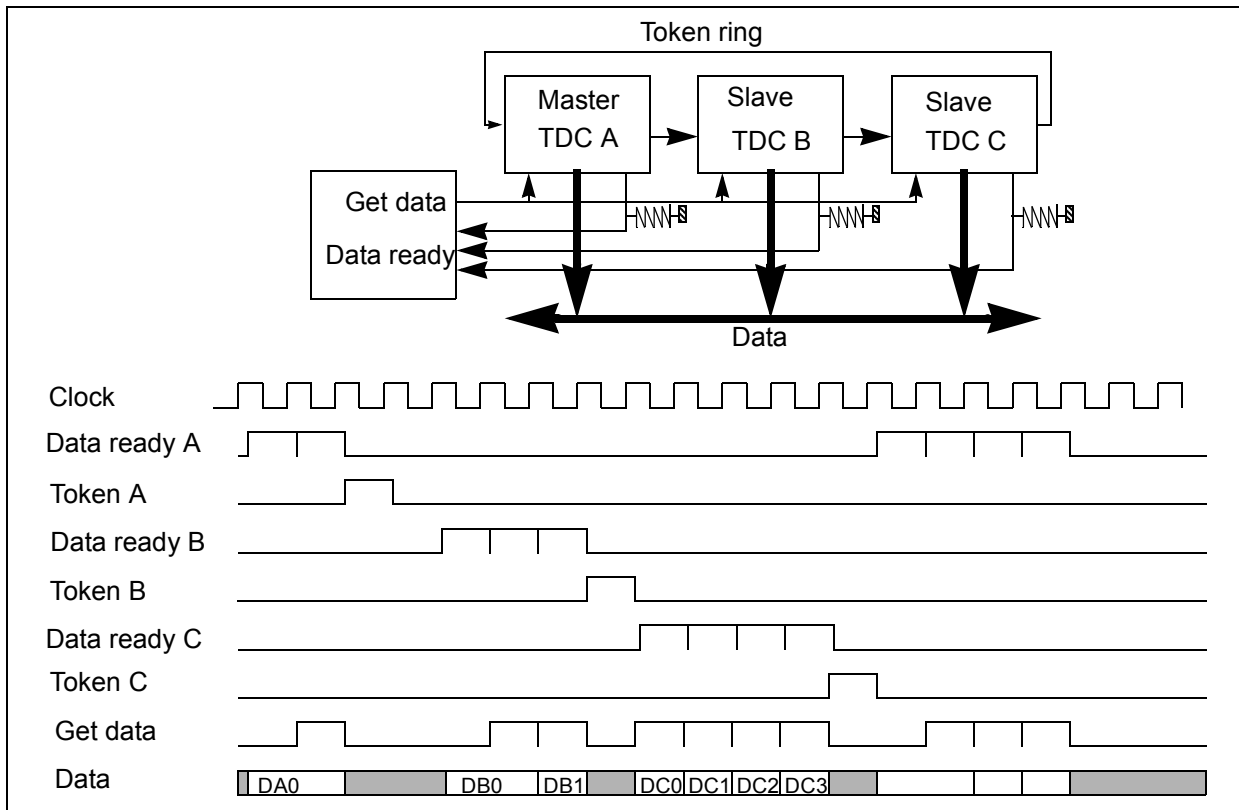 Token ring
Master
TDC A
Slave
TDC B
Slave
TDC C
Get data
Data ready
Data
Clock
Data ready A
Token A
Data ready B
Token B
Data ready C
Token C
Get data
Data
DA0 DB0 DB1 DC0 DC1 DC2 DC3